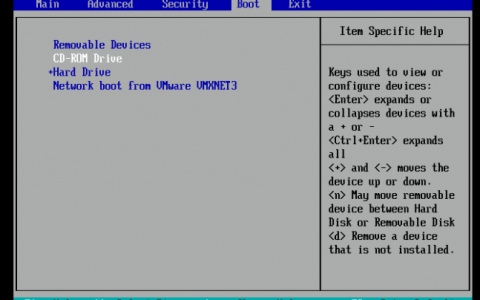 Main Advanced Security Boot Exit
Removable Devices
CD-ROM Drive
+Hard Drive
Network boot from VMware VMXNET3
Item Specific Help
Keys used to view or
configure devices:
<Enter> expands or
collapses devices with
a + or -
<Ctrl+Enter> expands
all
<+> and <-> moves the
device up or down.
<n> May move removable
device between Hard
Disk or Removable Disk
<d> Remove a device
that is not installed.